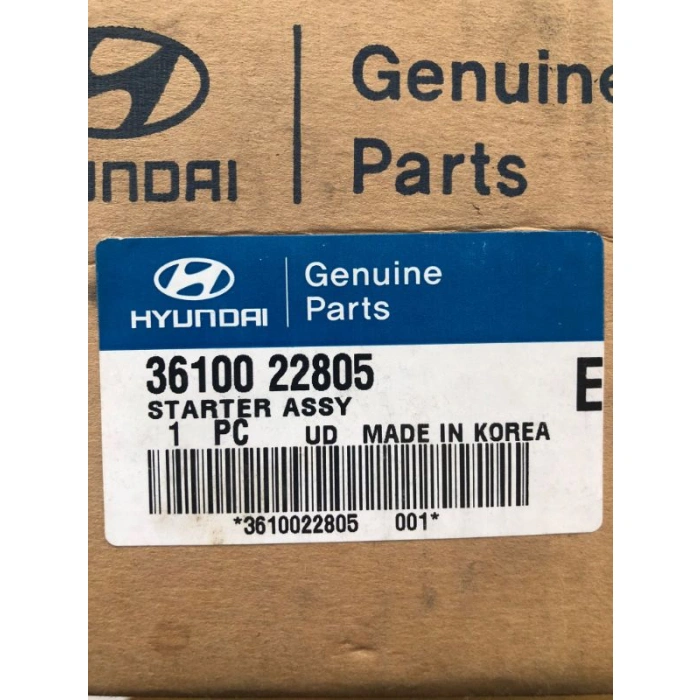 Genuine
Parts
HYUNDAI
Genuine
Parts
HYUNDAI
36100 22805
E
STARTER ASSY
1 PC UD MADE IN KOREA
*3610022805 001*